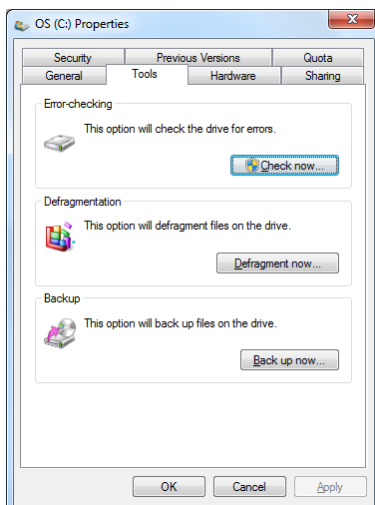 OS (C:) Properties
Security Previous Versions Quota
General Tools Hardware Sharing
Error-checking
This option will check the drive for errors.
Check now...
Defragmentation
This option will defragment files on the drive.
Defragment now...
Backup
This option will back up files on the drive.
Back up now...
OK Cancel Apply